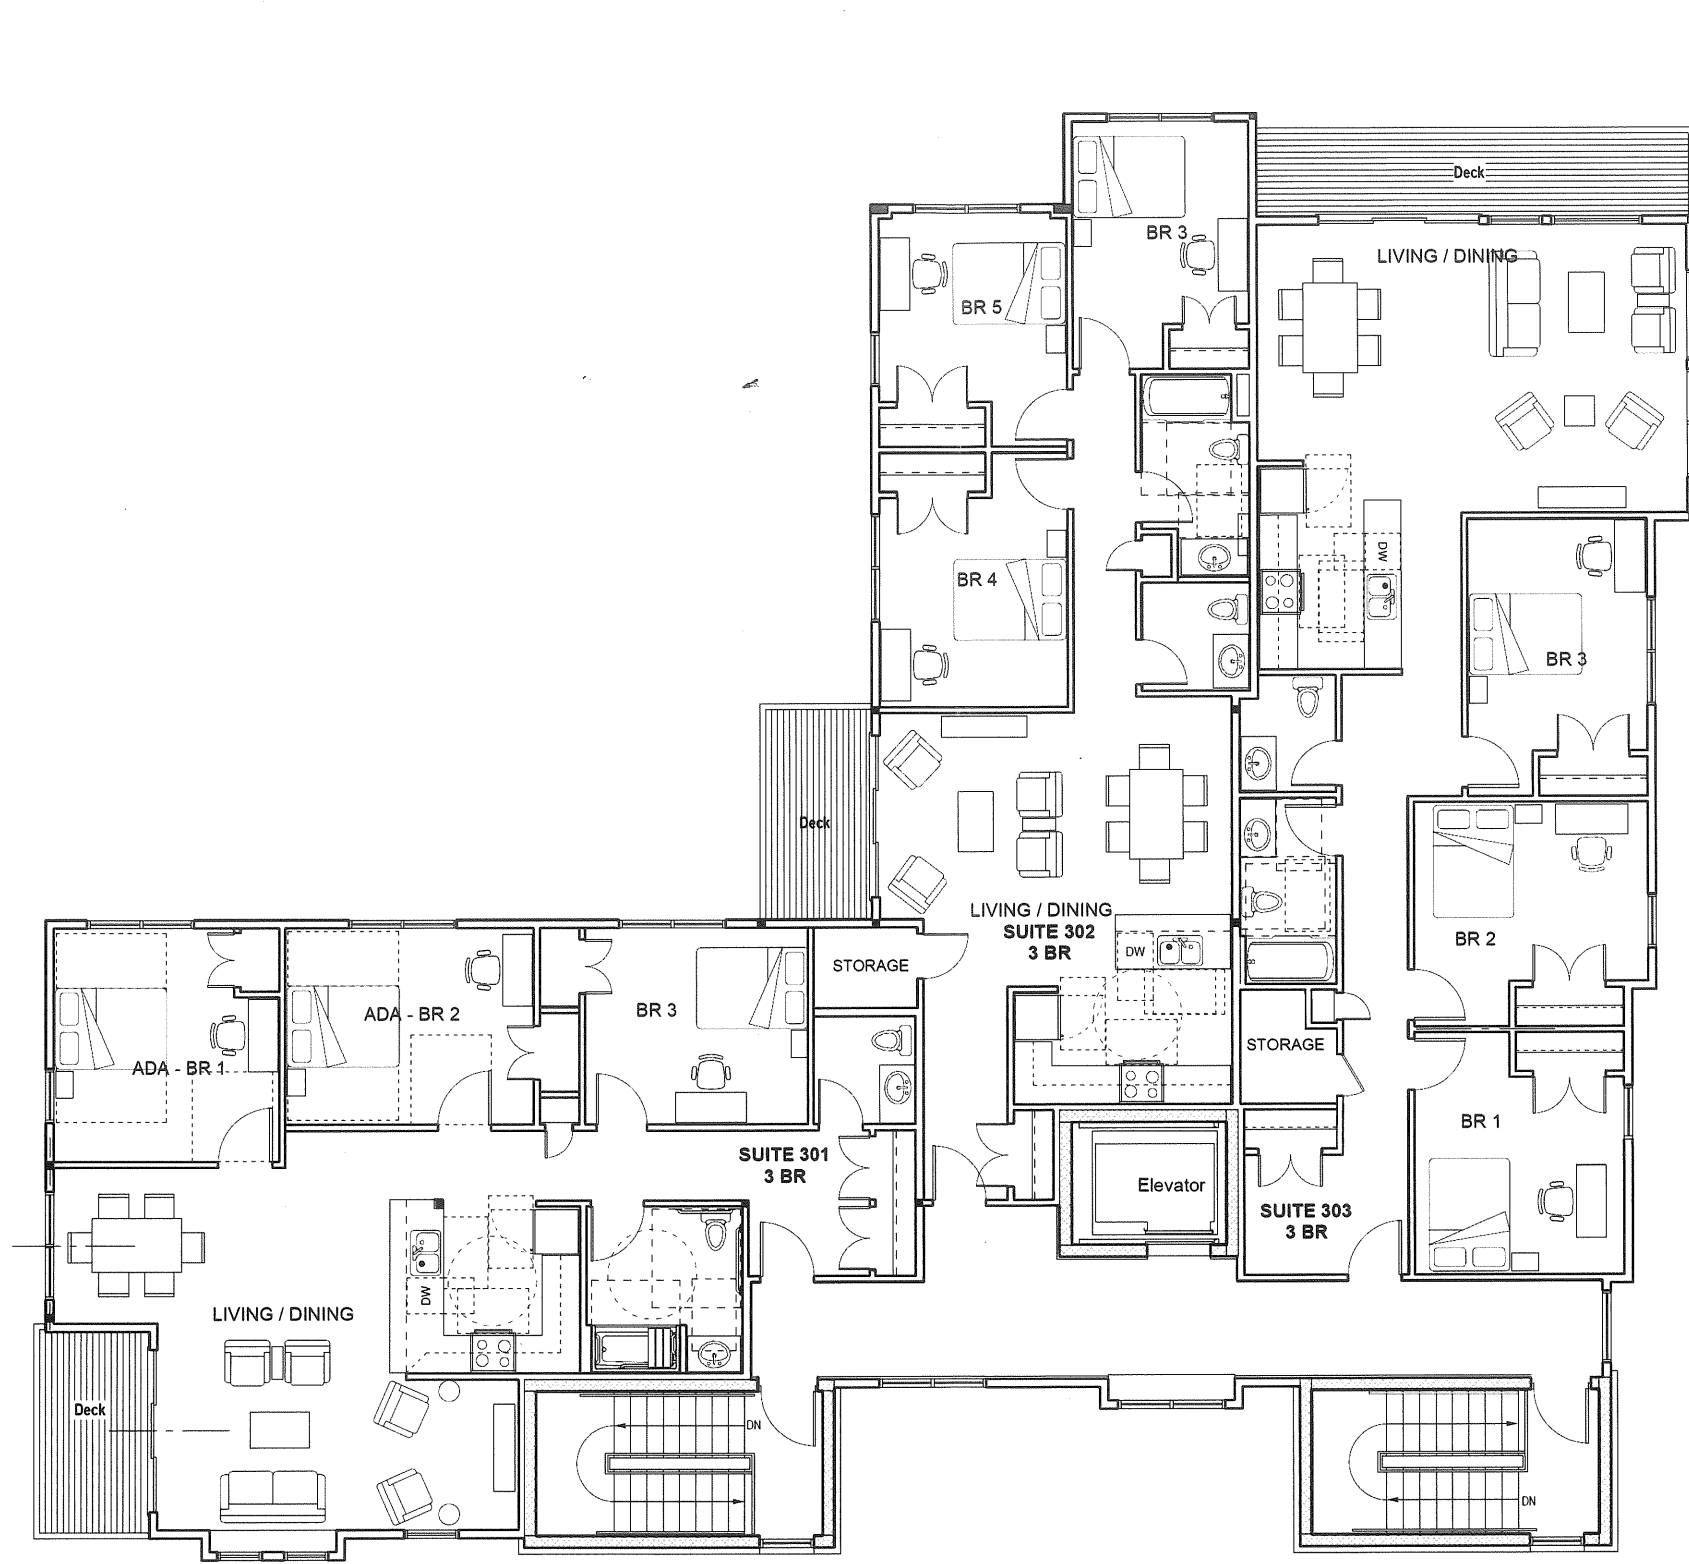 Deck
BR 3
LIVING / DINING
BR 5
DW
BR 4
BR 3
Deck
LIVING / DINING
SUITE 302
3 BR
DW
BR 2
STORAGE
ADA - BR 1
ADA - BR 2
BR 3
STORAGE
BR 1
SUITE 301
3 BR
Elevator
SUITE 303
3 BR
DW
LIVING / DINING
Deck
DN
DN